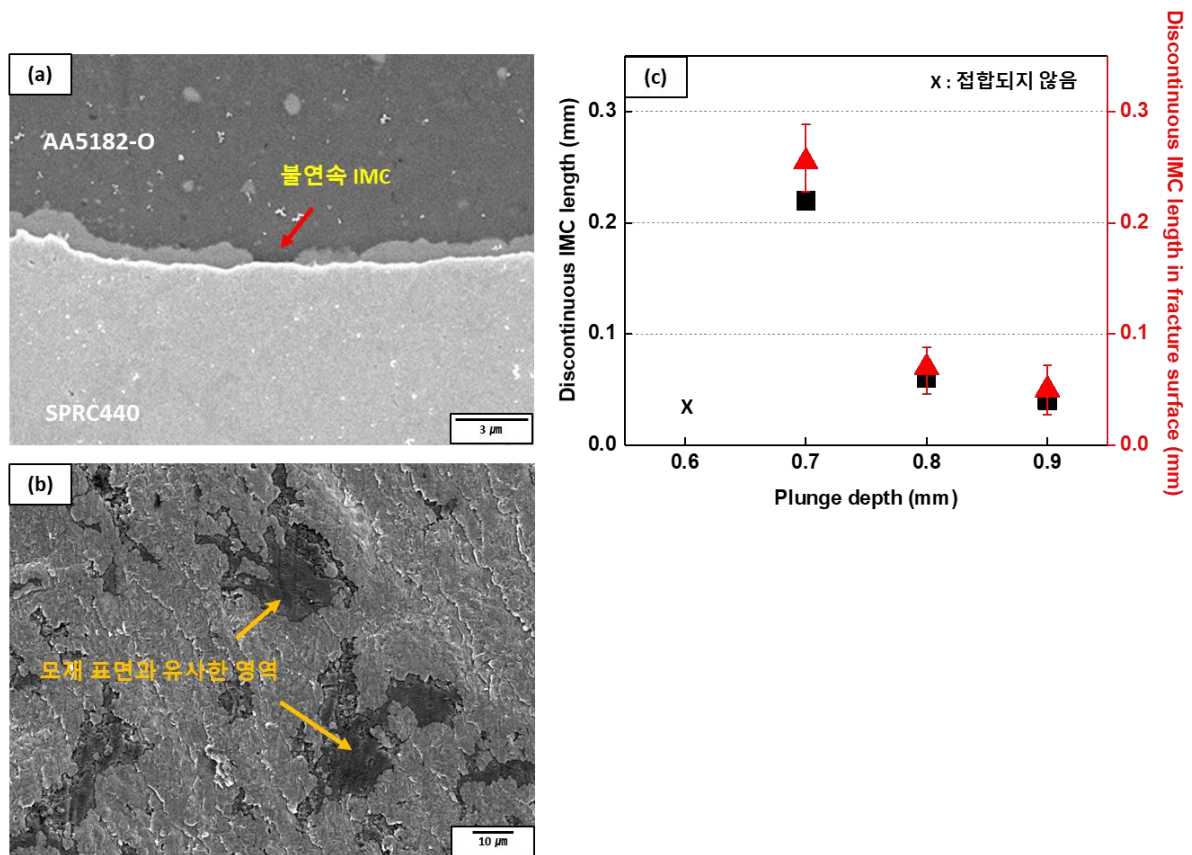 (a)
AA5182-O
불연속 IMC
SPRC440
3 ㎛
(b)
모재 표면과 유사한 영역
10 ㎛
(c)
X : 접합되지 않음
Discontinuous IMC length (mm)
0.3
0.2
0.1
0.0
X
0.6 0.7 0.8 0.9
Plunge depth (mm)
0.3
0.2
0.1
0.0
Discontinuous IMC length in fracture surface (mm)